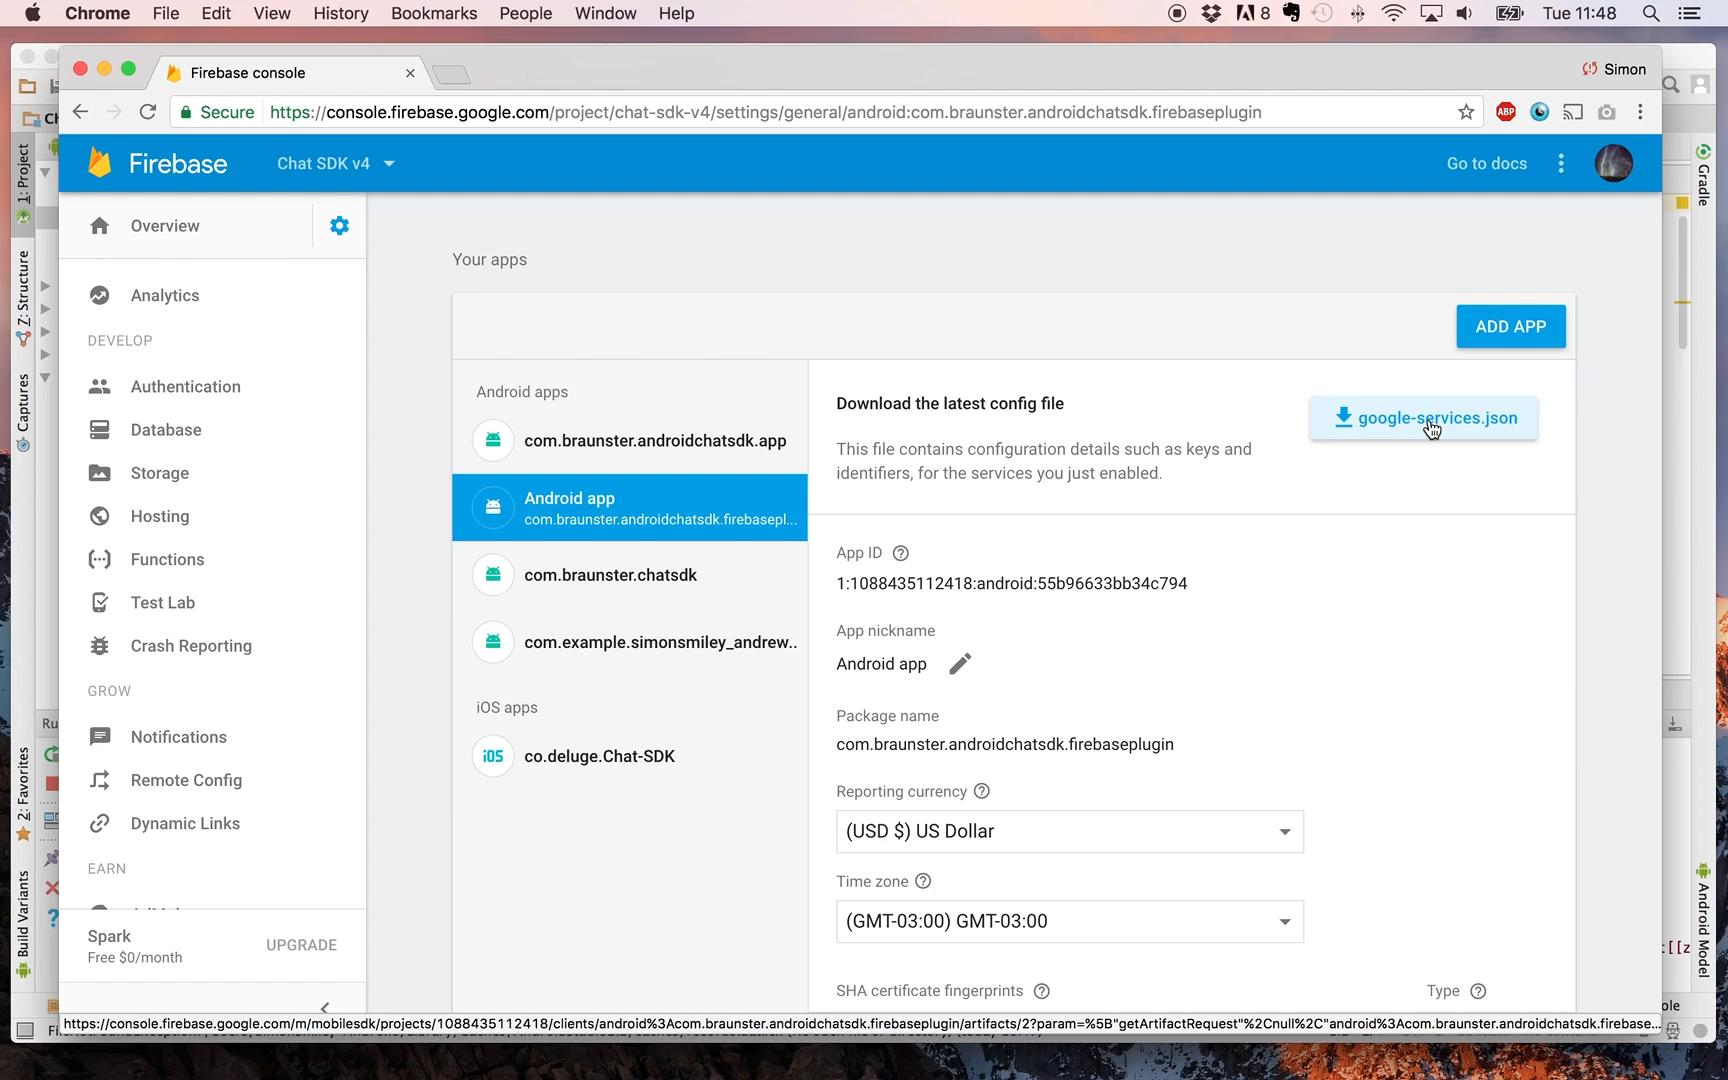 Chrome File Edit View History Bookmarks People Window Help
8 Tue 11:48
Firebase console
Simon
Secure https://console.firebase.google.com/project/chat-sdk-v4/settings/general/android:com.braunster.androidchatsdk.firebaseplugin
ABP
Firebase
Chat SDK v4
Go to docs
1: Project
Z: Structure
Captures
2: Favorites
Build Variants
Gradle
Android Model
Overview
Analytics
DEVELOP
Authentication
Database
Storage
Hosting
Functions
Test Lab
Crash Reporting
GROW
Notifications
Remote Config
Dynamic Links
EARN
Spark
Free $0/month
UPGRADE
Your apps
ADD APP
Android apps
com.braunster.androidchatsdk.app
Android app
com.braunster.androidchatsdk.firebasepl...
com.braunster.chatsdk
com.example.simonsmiley_andrew..
iOS apps
iOS co.deluge.Chat-SDK
Download the latest config file
This file contains configuration details such as keys and
identifiers, for the services you just enabled.
google-services.json
App ID
1:1088435112418:android:55b96633bb34c794
App nickname
Android app
Package name
com.braunster.androidchatsdk.firebaseplugin
Reporting currency
(USD $) US Dollar
Time zone
(GMT-03:00) GMT-03:00
SHA certificate fingerprints
Type
https://console.firebase.google.com/m/mobilesdk/projects/1088435112418/clients/android%3Acom.braunster.androidchatsdk.firebaseplugin/artifacts/2?param=%5B"getArtifactRequest"%2Cnull%2C"android%3Acom.braunster.androidchatsdk.firebase...